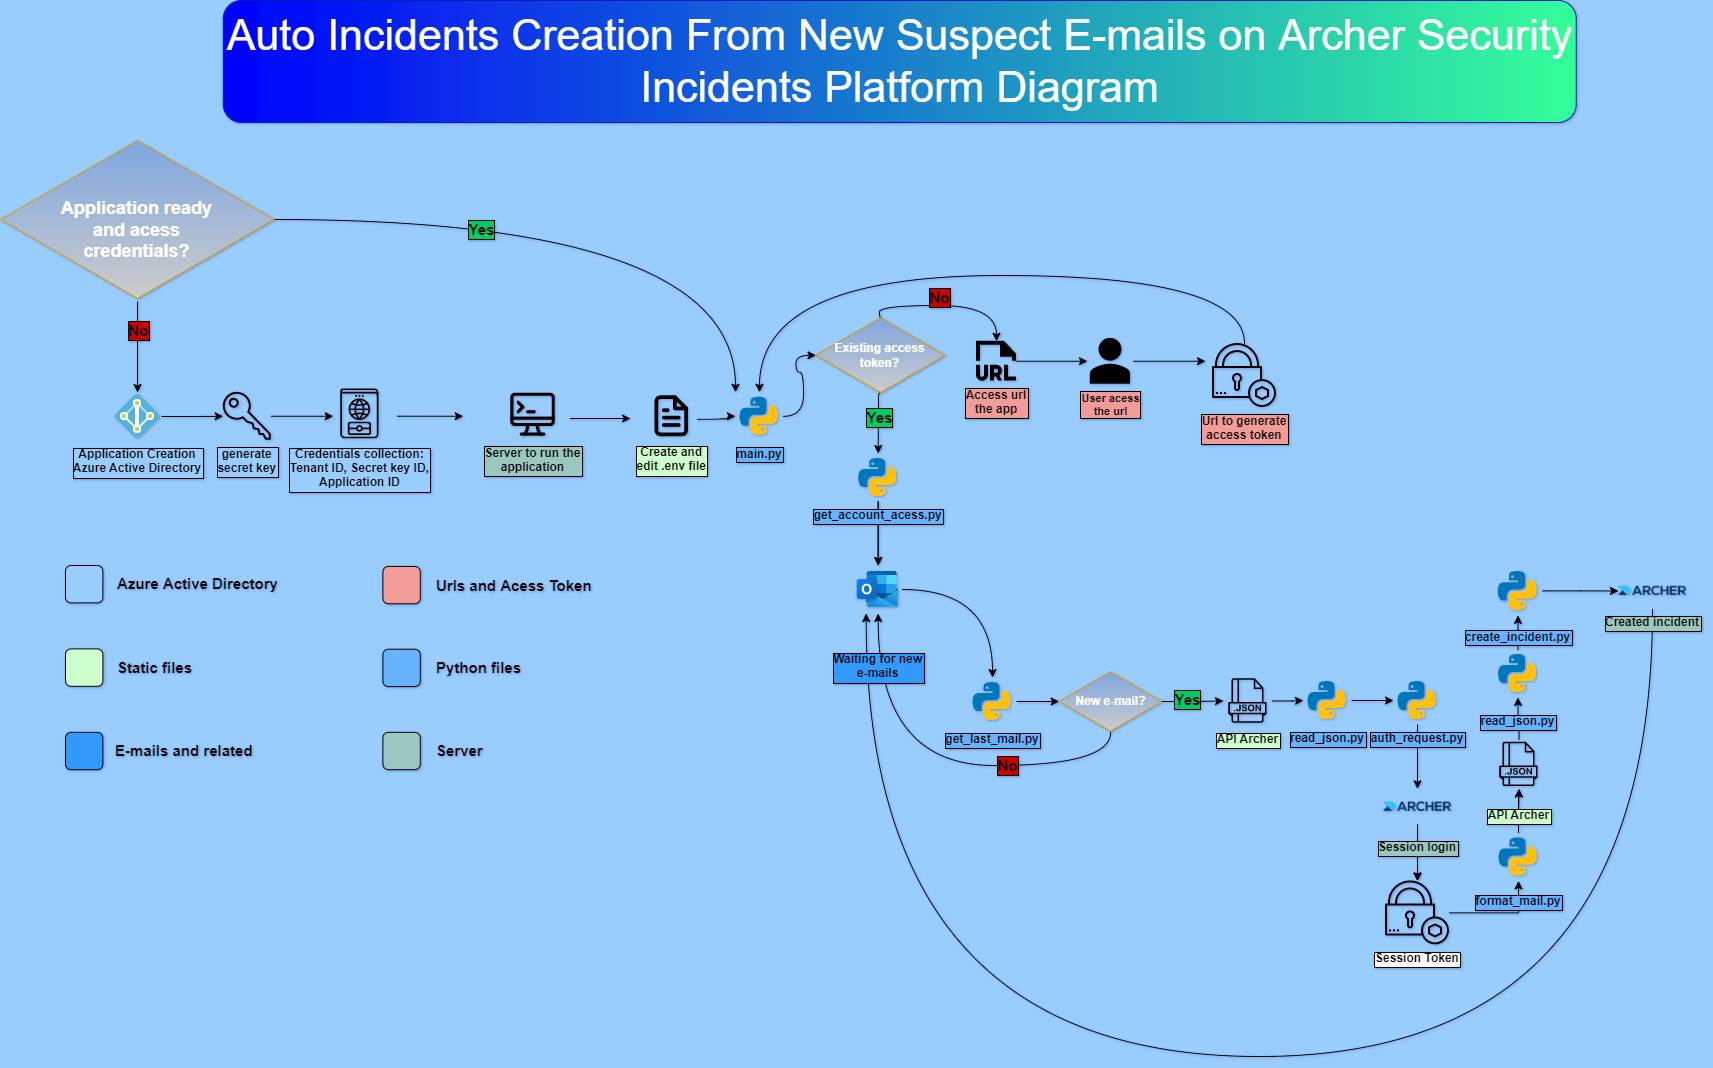 Auto Incidents Creation From New Suspect E-mails on Archer Security
Incidents Platform Diagram
Application ready
and acess
credentials?
Yes
No
No
Existing access
token?
URL
Access url
the app
User acess
the url
Url to generate
access token
Yes
Application Creation
Azure Active Directory
generate
secret key
Credentials collection:
Tenant ID, Secret key ID,
Application ID
Server to run the
application
Create and
edit .env file
main.py
get_account_acess.py
Azure Active Directory
Urls and Acess Token
Static files
Python files
E-mails and related
Server
O
Waiting for new
e-mails
get_last_mail.py
New e-mail?
Yes
No
.JSON
API Archer
read_json.py
auth_request.py
ARCHER
Session login
Session Token
format_mail.py
API Archer
.JSON
read_json.py
create_incident.py
ARCHER
Created incident